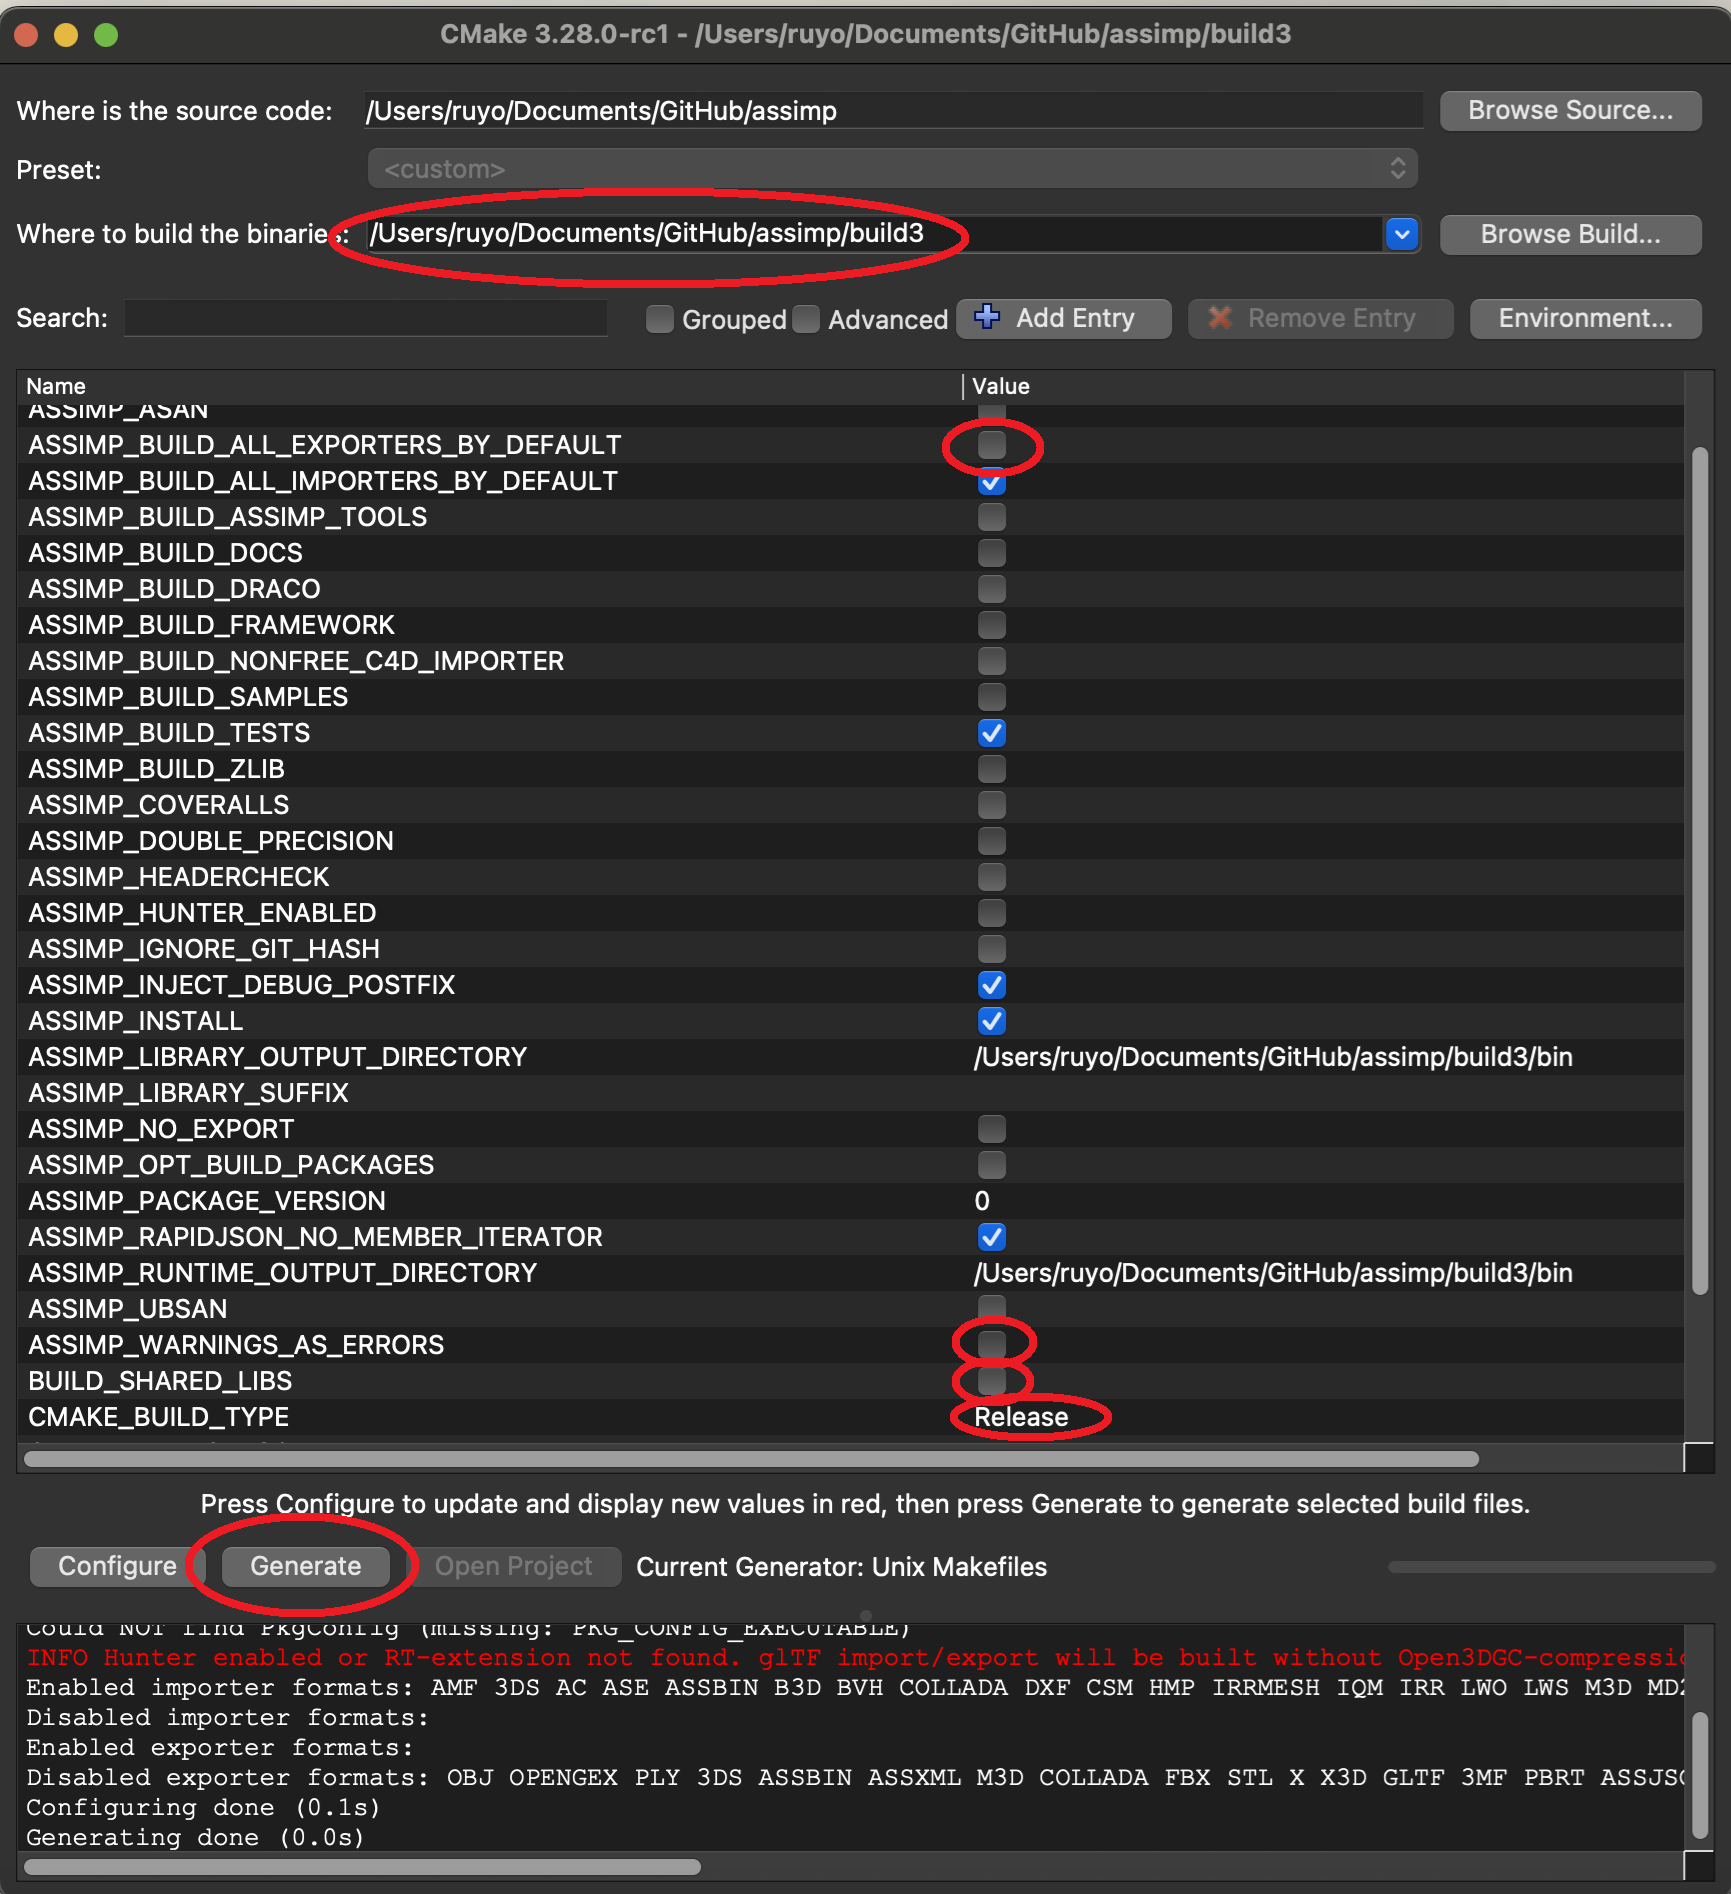 CMake 3.28.0-rc1 - /Users/ruyo/Documents/GitHub/assimp/build3
Where is the source code: /Users/ruyo/Documents/GitHub/assimp Browse Source...
Preset: <custom>
Where to build the binaries: /Users/ruyo/Documents/GitHub/assimp/build3 Browse Build...
Search: Grouped Advanced Add Entry Remove Entry Environment...
Name Value
ASSIMP_ASAN
ASSIMP_BUILD_ALL_EXPORTERS_BY_DEFAULT
ASSIMP_BUILD_ALL_IMPORTERS_BY_DEFAULT
ASSIMP_BUILD_ASSIMP_TOOLS
ASSIMP_BUILD_DOCS
ASSIMP_BUILD_DRACO
ASSIMP_BUILD_FRAMEWORK
ASSIMP_BUILD_NONFREE_C4D_IMPORTER
ASSIMP_BUILD_SAMPLES
ASSIMP_BUILD_TESTS
ASSIMP_BUILD_ZLIB
ASSIMP_COVERALLS
ASSIMP_DOUBLE_PRECISION
ASSIMP_HEADERCHECK
ASSIMP_HUNTER_ENABLED
ASSIMP_IGNORE_GIT_HASH
ASSIMP_INJECT_DEBUG_POSTFIX
ASSIMP_INSTALL
ASSIMP_LIBRARY_OUTPUT_DIRECTORY /Users/ruyo/Documents/GitHub/assimp/build3/bin
ASSIMP_LIBRARY_SUFFIX
ASSIMP_NO_EXPORT
ASSIMP_OPT_BUILD_PACKAGES
ASSIMP_PACKAGE_VERSION 0
ASSIMP_RAPIDJSON_NO_MEMBER_ITERATOR
ASSIMP_RUNTIME_OUTPUT_DIRECTORY /Users/ruyo/Documents/GitHub/assimp/build3/bin
ASSIMP_UBSAN
ASSIMP_WARNINGS_AS_ERRORS
BUILD_SHARED_LIBS
CMAKE_BUILD_TYPE Release
Press Configure to update and display new values in red, then press Generate to generate selected build files.
Configure Generate Open Project Current Generator: Unix Makefiles
Could NOT find PkgConfig (missing: PKG_CONFIG_EXECUTABLE)
INFO Hunter enabled or RT-extension not found. glTF import/export will be built without Open3DGC-compressio
Enabled importer formats: AMF 3DS AC ASE ASSBIN B3D BVH COLLADA DXF CSM HMP IRRMESH IQM IRR LWO LWS M3D MD2
Disabled importer formats:
Enabled exporter formats:
Disabled exporter formats: OBJ OPENGEX PLY 3DS ASSBIN ASSXML M3D COLLADA FBX STL X X3D GLTF 3MF PBRT ASSJSO
Configuring done (0.1s)
Generating done (0.0s)